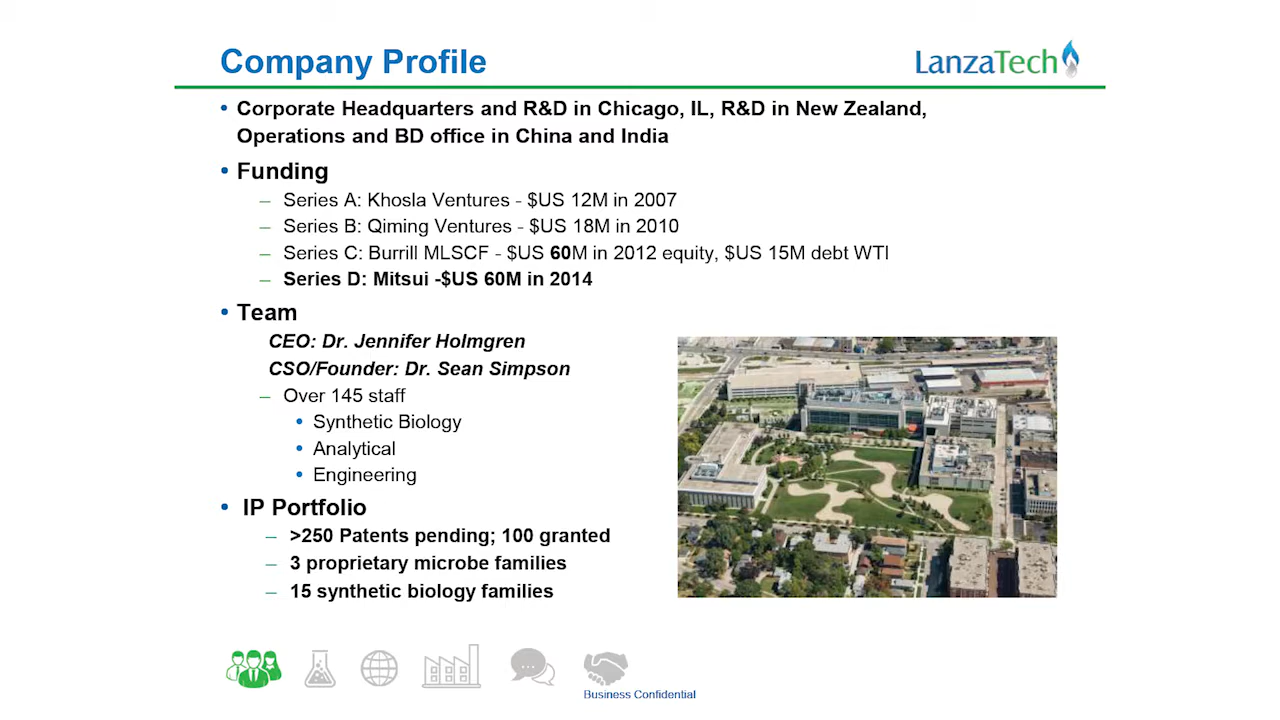 Company Profile
LanzaTech
• Corporate Headquarters and R&D in Chicago, IL, R&D in New Zealand,
Operations and BD office in China and India
• Funding
– Series A: Khosla Ventures - $US 12M in 2007
– Series B: Qiming Ventures - $US 18M in 2010
– Series C: Burrill MLSCF - $US 60M in 2012 equity, $US 15M debt WTI
– Series D: Mitsui -$US 60M in 2014
• Team
CEO: Dr. Jennifer Holmgren
CSO/Founder: Dr. Sean Simpson
– Over 145 staff
• Synthetic Biology
• Analytical
• Engineering
• IP Portfolio
– >250 Patents pending; 100 granted
– 3 proprietary microbe families
– 15 synthetic biology families
Business Confidential